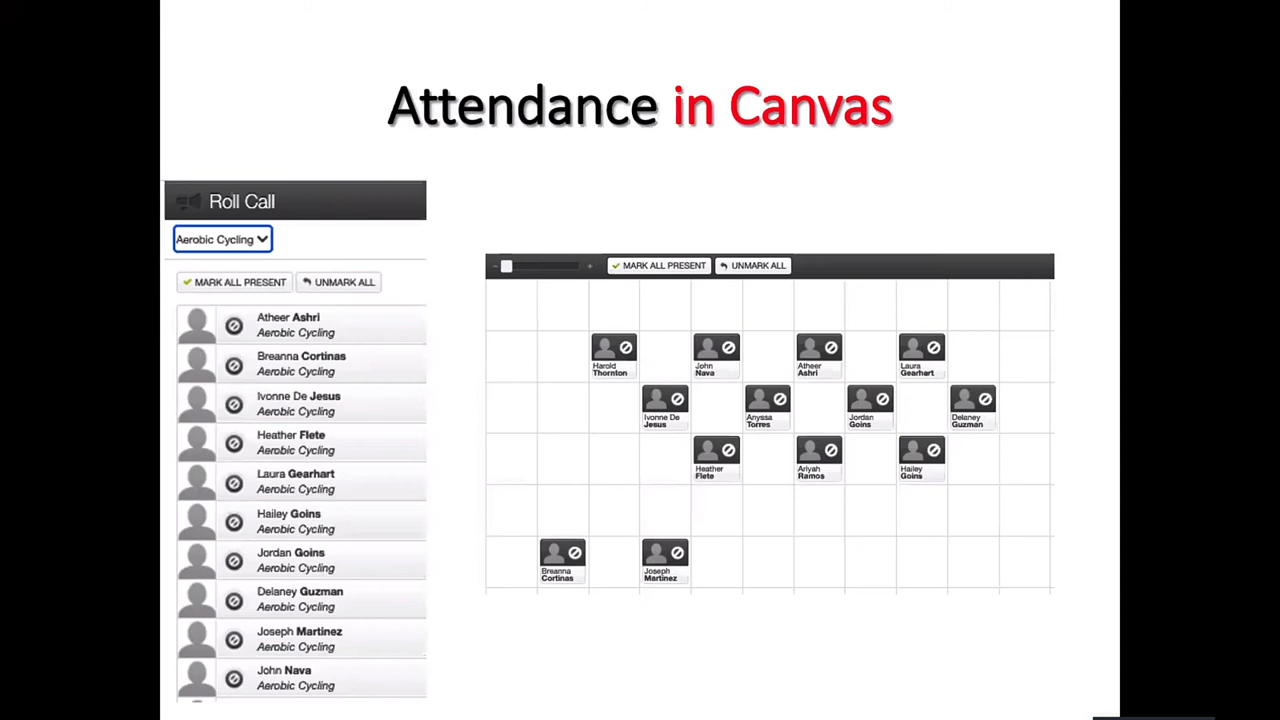 Attendance in Canvas
Roll Call
Aerobic Cycling
MARK ALL PRESENT UNMARK ALL
Atheer Ashri
Aerobic Cycling
Breanna Cortinas
Aerobic Cycling
Ivonne De Jesus
Aerobic Cycling
Heather Flete
Aerobic Cycling
Laura Gearhart
Aerobic Cycling
Hailey Goins
Aerobic Cycling
Jordan Goins
Aerobic Cycling
Delaney Guzman
Aerobic Cycling
Joseph Martinez
Aerobic Cycling
John Nava
Aerobic Cycling
- + MARK ALL PRESENT UNMARK ALL
Harold
Thornton
John
Nava
Atheer
Ashri
Laura
Gearhart
Ivonne De
Jesus
Anyssa
Torres
Jordan
Goins
Delaney
Guzman
Heather
Flete
Ariyah
Ramos
Hailey
Goins
Breanna
Cortinas
Joseph
Martinez